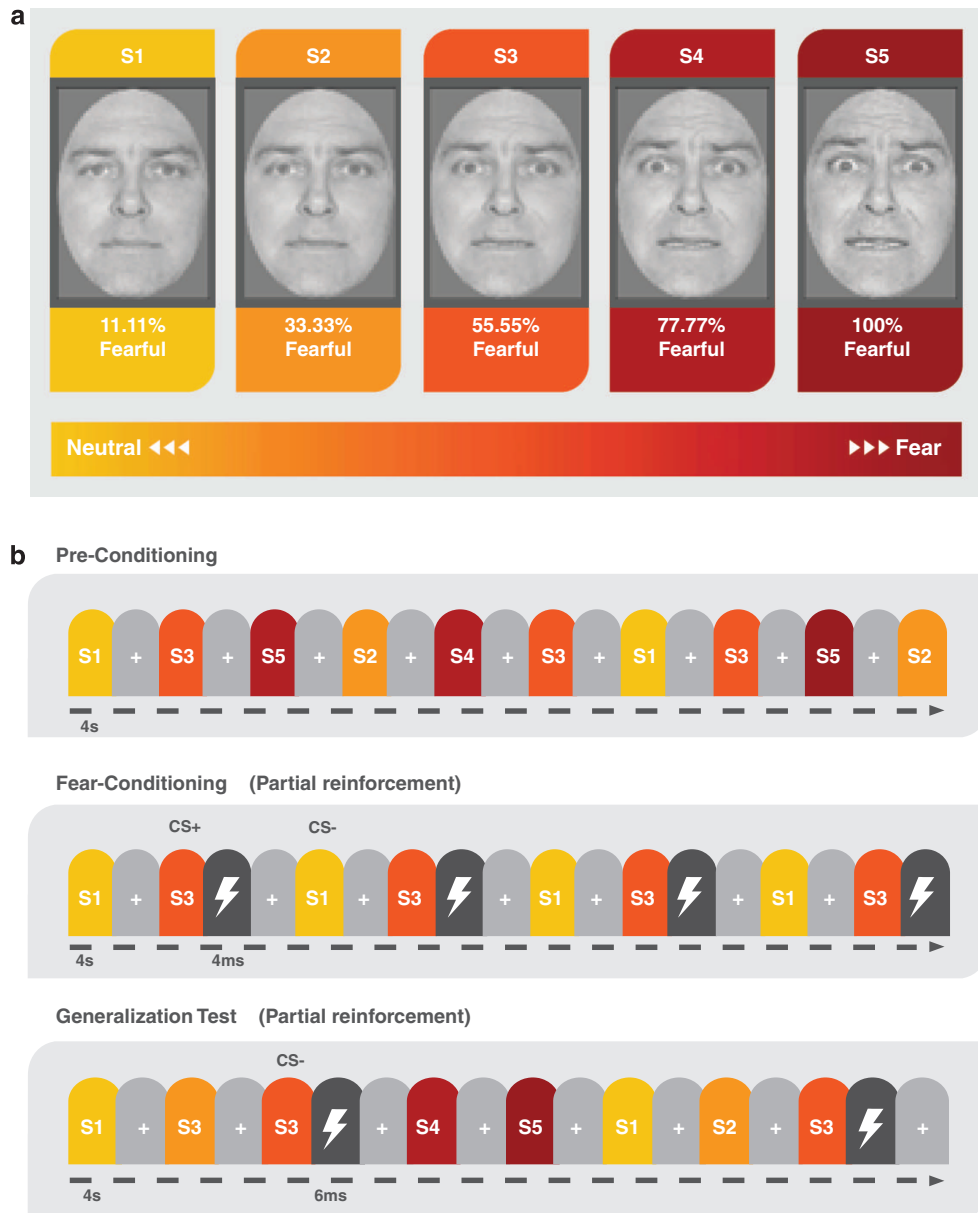 a
S1 S2 S3 S4 S5
11.11% 33.33% 55.55% 77.77% 100%
Fearful Fearful Fearful Fearful Fearful
Neutral Fear
b
Pre-Conditioning
S1 + S3 + S5 + S2 + S4 + S3 + S1 + S3 + S5 + S2
4s
Fear-Conditioning (Partial reinforcement)
CS+ CS-
S1 + S3 + S1 + S3 + S1 + S3 + S1 + S3
4s 4ms
Generalization Test (Partial reinforcement)
CS-
S1 + S3 + S3 + S4 + S5 + S1 + S2 + S3 +
4s 6ms